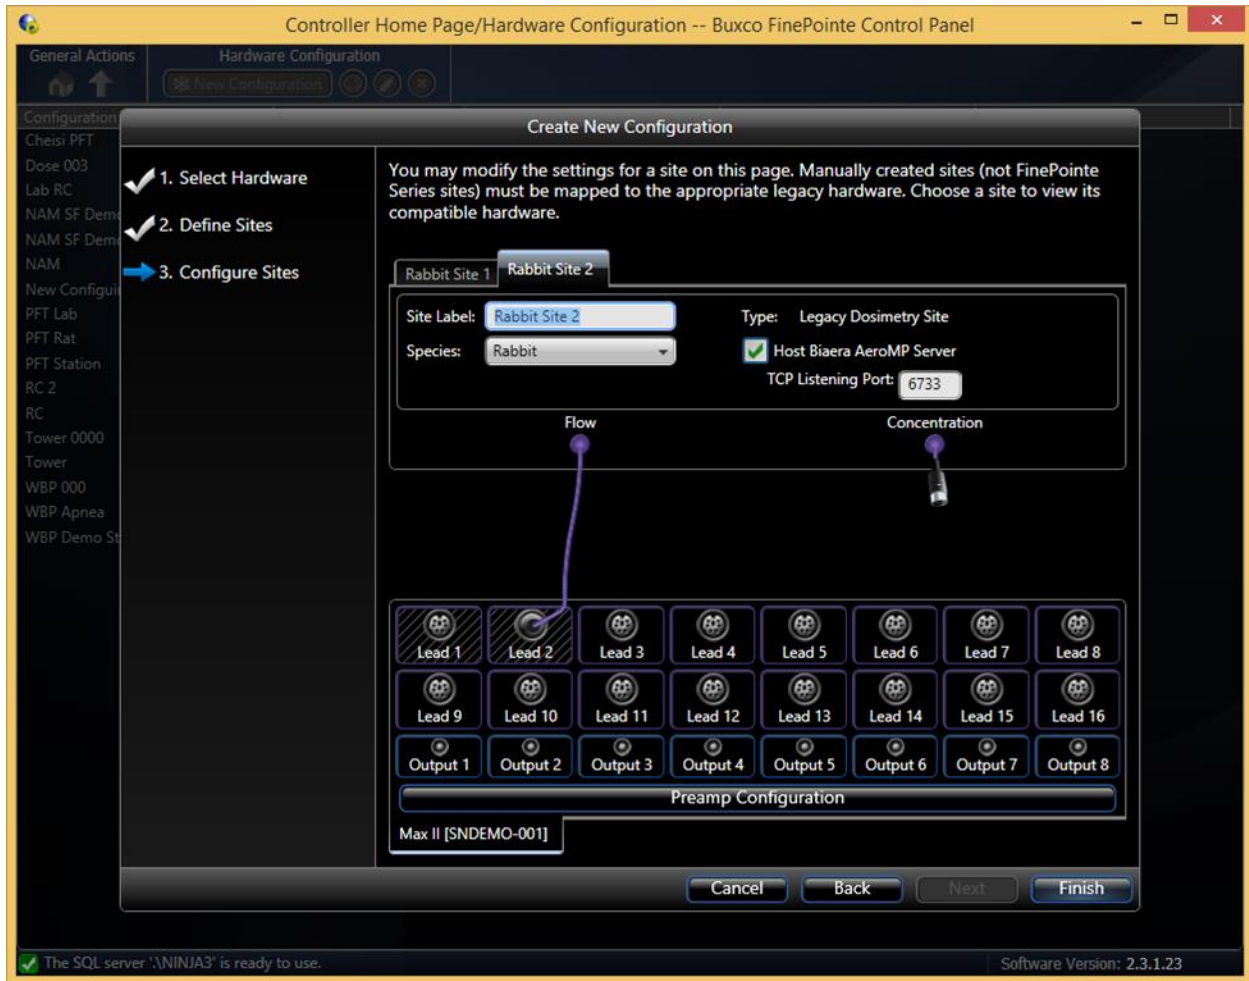 Controller Home Page/Hardware Configuration -- Buxco FinePointe Control Panel
General Actions
Hardware Configuration
New Configuration
Configuration
Cheisi PFT
Dose 003
Lab RC
NAM SF Demo
NAM SF Demo
NAM
New Configuir
PFT Lab
PFT Rat
PFT Station
RC 2
RC
Tower 0000
Tower
WBP 000
WBP Apnea
WBP Demo St
Create New Configuration
1. Select Hardware
2. Define Sites
3. Configure Sites
You may modify the settings for a site on this page. Manually created sites (not FinePointe
Series sites) must be mapped to the appropriate legacy hardware. Choose a site to view its
compatible hardware.
Rabbit Site 1 Rabbit Site 2
Site Label: Rabbit Site 2 Type: Legacy Dosimetry Site
Species: Rabbit Host Biaera AeroMP Server
TCP Listening Port: 6733
Flow Concentration
Lead 1 Lead 2 Lead 3 Lead 4 Lead 5 Lead 6 Lead 7 Lead 8
Lead 9 Lead 10 Lead 11 Lead 12 Lead 13 Lead 14 Lead 15 Lead 16
Output 1 Output 2 Output 3 Output 4 Output 5 Output 6 Output 7 Output 8
Preamp Configuration
Max II [SNDEMO-001]
Cancel Back Next Finish
The SQL server '.\NINJA3' is ready to use. Software Version: 2.3.1.23